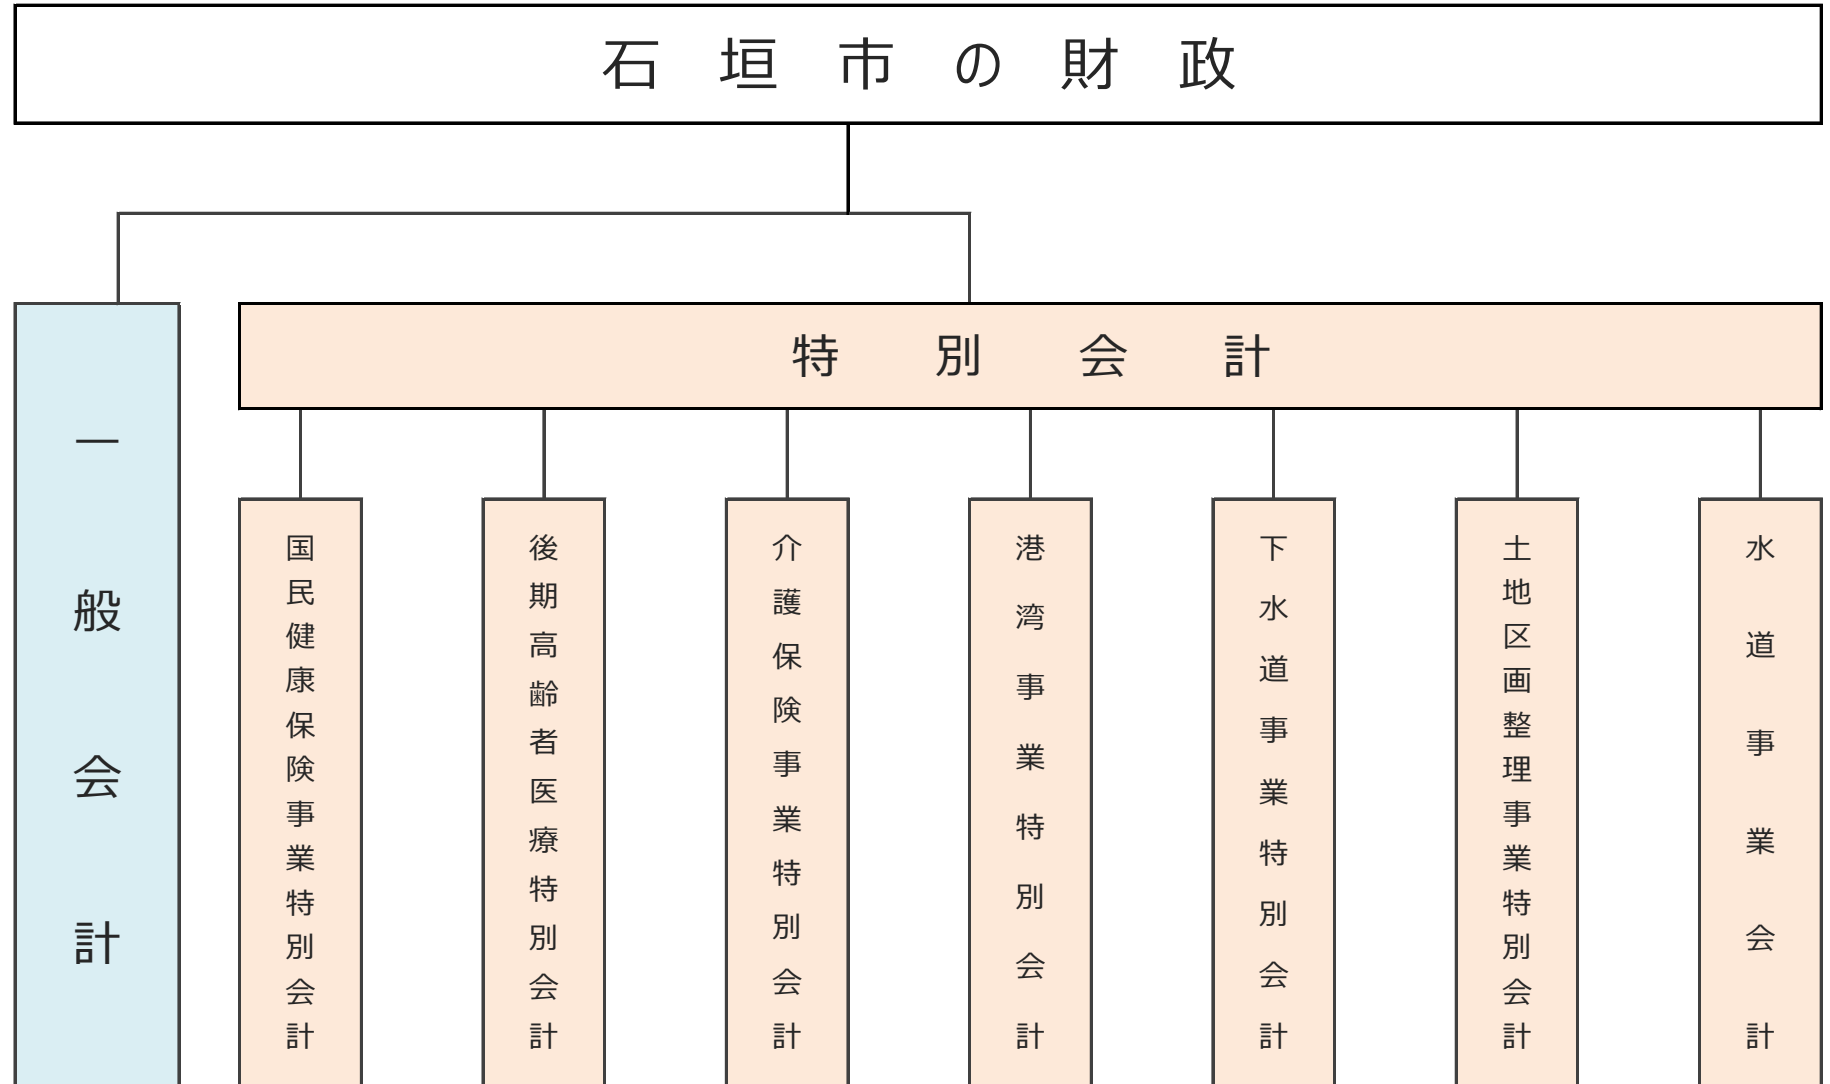 石垣市の財政
一般会計
特別会計
国民健康保険事業特別会計
後期高齢者医療特別会計
介護保険事業特別会計
港湾事業特別会計
下水道事業特別会計
土地区画整理事業特別会計
水道事業会計